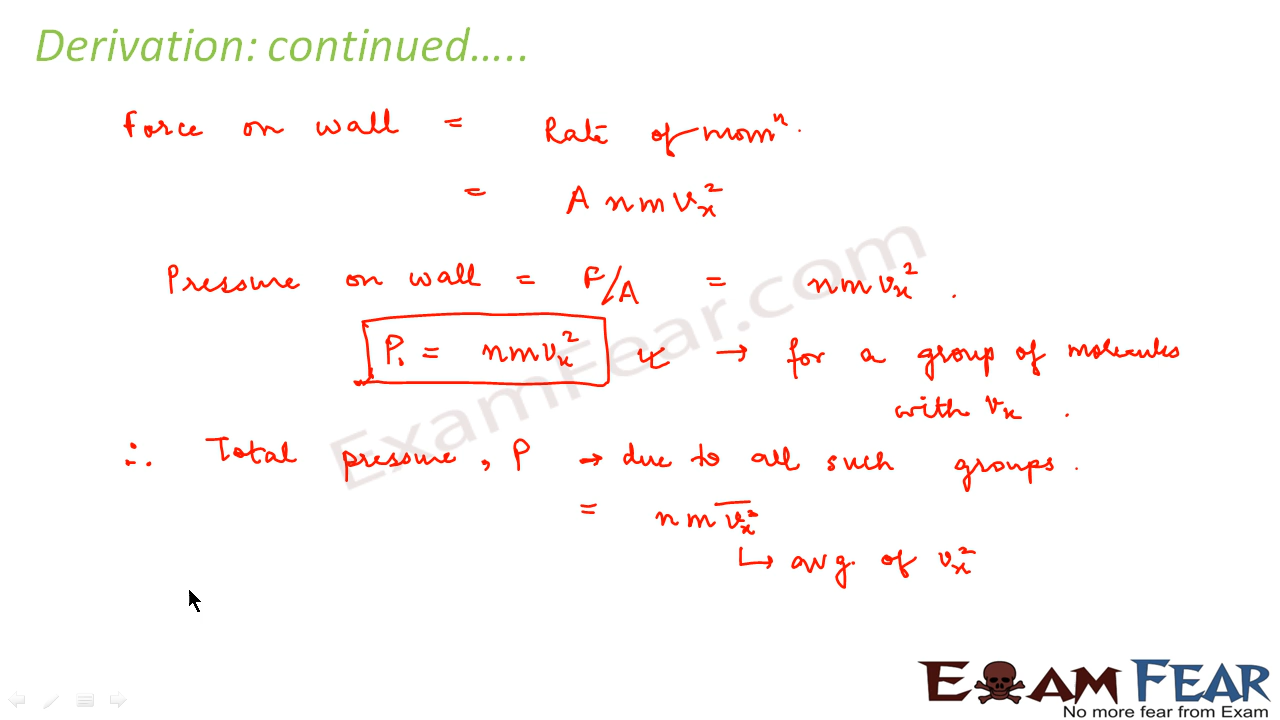 Derivation: continued.....
Force on wall = Rate of momⁿ.
= A n m vₓ²
Pressure on wall = F/A = n m vₓ² .
P₁ = n m vₓ² → for a group of molecules
with vₓ .
∴ Total pressure, P → due to all such groups.
= n m v̅ₓ²
↳ avg. of vₓ²
ExamFear.com
EXAM FEAR
No more fear from Exam